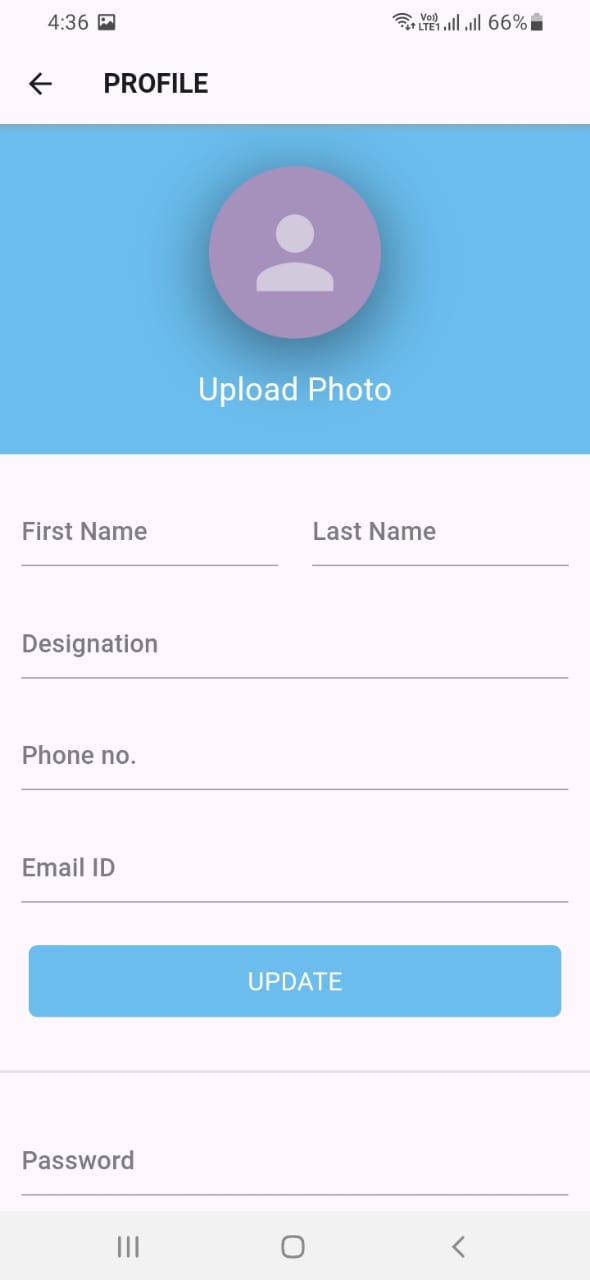 4:36 Vo)) LTE1 66%
PROFILE
Upload Photo
First Name Last Name
Designation
Phone no.
Email ID
UPDATE
Password